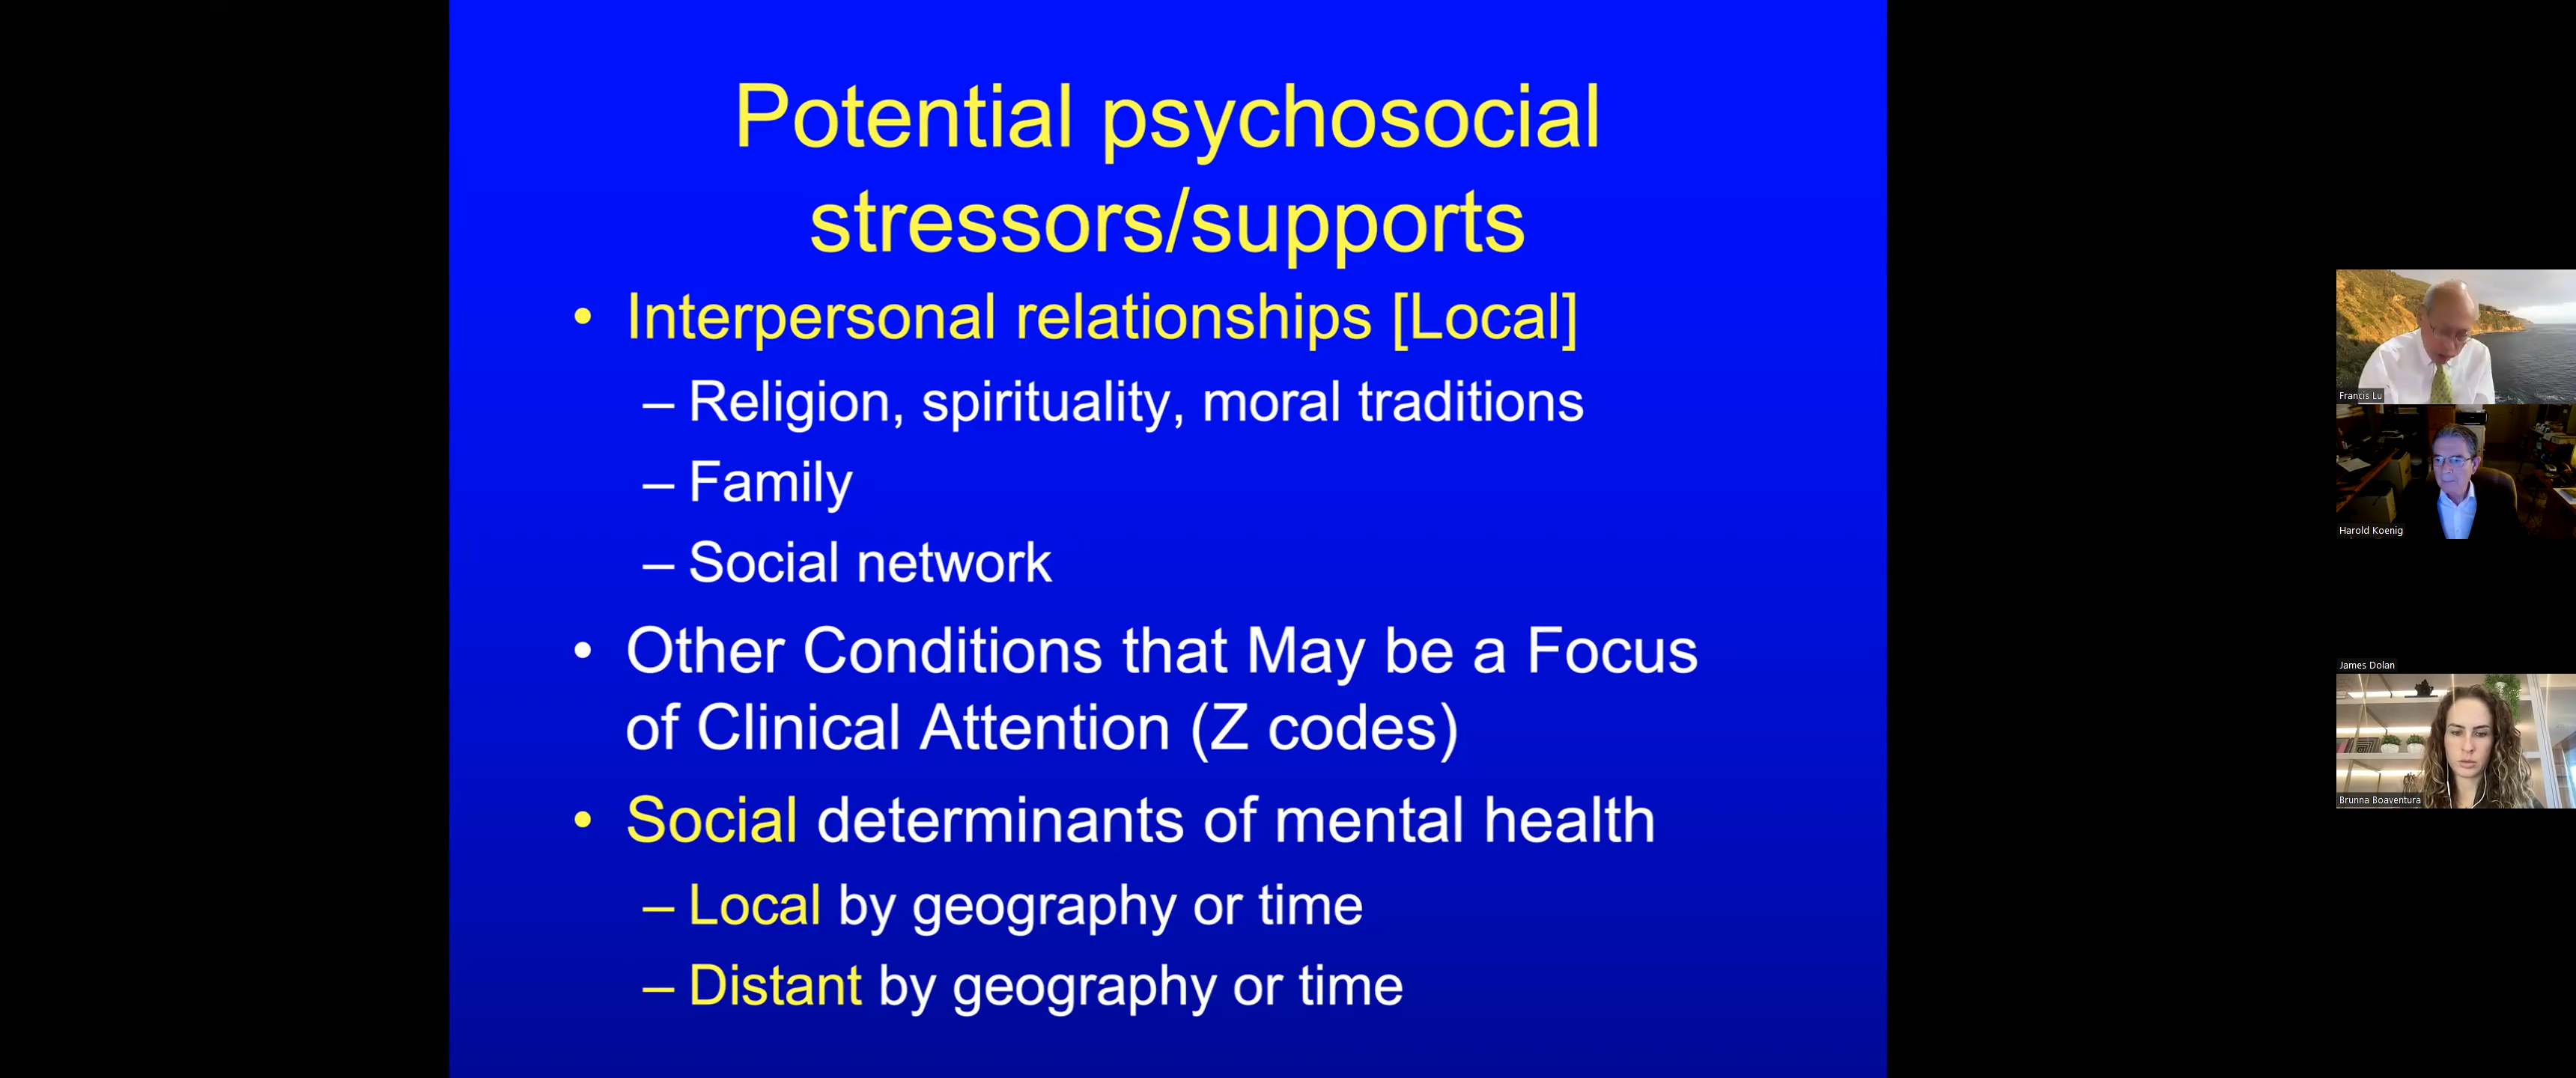 Potential psychosocial
stressors/supports
• Interpersonal relationships [Local]
– Religion, spirituality, moral traditions
– Family
– Social network
• Other Conditions that May be a Focus
of Clinical Attention (Z codes)
• Social determinants of mental health
– Local by geography or time
– Distant by geography or time
Francis Lu
Harold Koenig
James Dolan
Brunna Boaventura